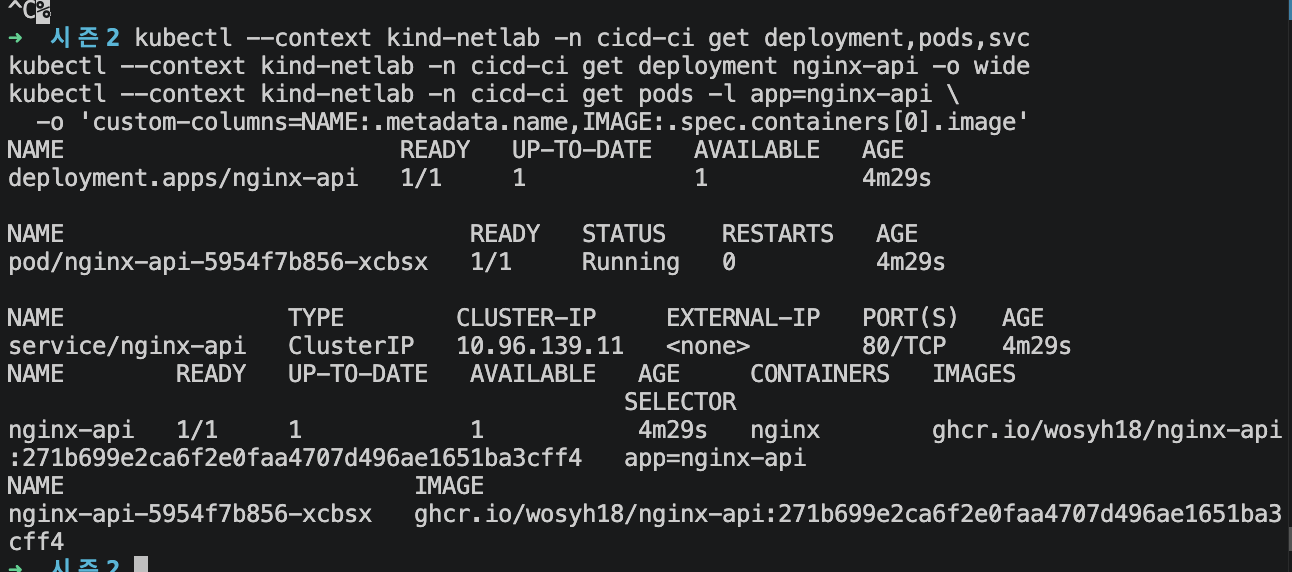 ^C%
→ 시즌2 kubectl --context kind-netlab -n cicd-ci get deployment,pods,svc
kubectl --context kind-netlab -n cicd-ci get deployment nginx-api -o wide
kubectl --context kind-netlab -n cicd-ci get pods -l app=nginx-api \
  -o 'custom-columns=NAME:.metadata.name,IMAGE:.spec.containers[0].image'
NAME                        READY   UP-TO-DATE   AVAILABLE   AGE
deployment.apps/nginx-api   1/1     1            1           4m29s

NAME                             READY   STATUS    RESTARTS   AGE
pod/nginx-api-5954f7b856-xcbsx   1/1     Running   0          4m29s

NAME                TYPE        CLUSTER-IP     EXTERNAL-IP   PORT(S)   AGE
service/nginx-api   ClusterIP   10.96.139.11   <none>        80/TCP    4m29s
NAME        READY   UP-TO-DATE   AVAILABLE   AGE     CONTAINERS   IMAGES
                                            SELECTOR
nginx-api   1/1     1            1           4m29s   nginx        ghcr.io/wosyh18/nginx-api
:271b699e2ca6f2e0faa4707d496ae1651ba3cff4   app=nginx-api
NAME                         IMAGE
nginx-api-5954f7b856-xcbsx   ghcr.io/wosyh18/nginx-api:271b699e2ca6f2e0faa4707d496ae1651ba3
cff4
→ 시즌2